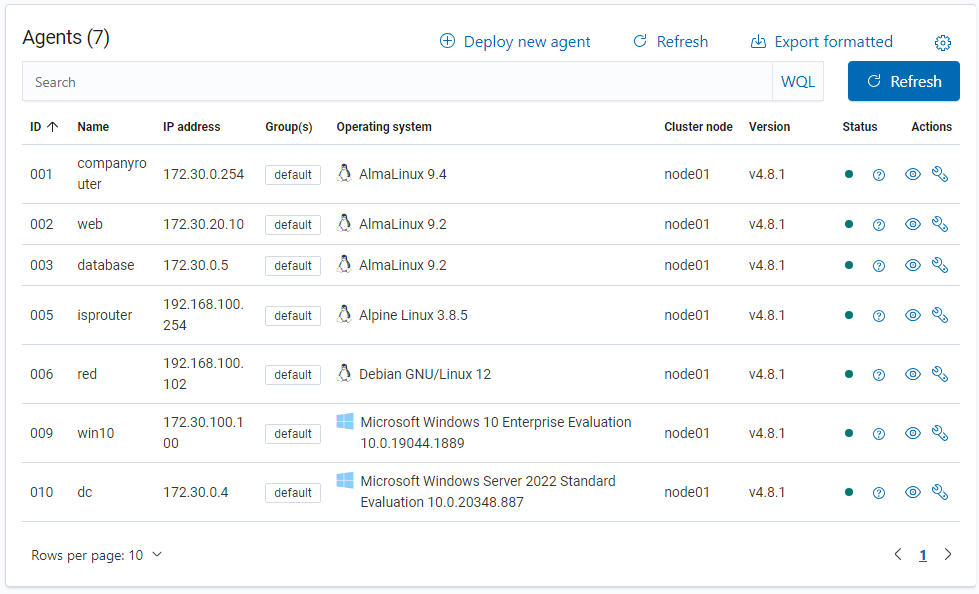 Agents (7)
Deploy new agent Refresh Export formatted
Search WQL Refresh
ID Name IP address Group(s) Operating system Cluster node Version Status Actions
001 companyro
uter 172.30.0.254 default AlmaLinux 9.4 node01 v4.8.1
002 web 172.30.20.10 default AlmaLinux 9.2 node01 v4.8.1
003 database 172.30.0.5 default AlmaLinux 9.2 node01 v4.8.1
005 isprouter 192.168.100.
254 default Alpine Linux 3.8.5 node01 v4.8.1
006 red 192.168.100.
102 default Debian GNU/Linux 12 node01 v4.8.1
009 win10 172.30.100.1
00 default Microsoft Windows 10 Enterprise Evaluation
10.0.19044.1889 node01 v4.8.1
010 dc 172.30.0.4 default Microsoft Windows Server 2022 Standard
Evaluation 10.0.20348.887 node01 v4.8.1
Rows per page: 10 1